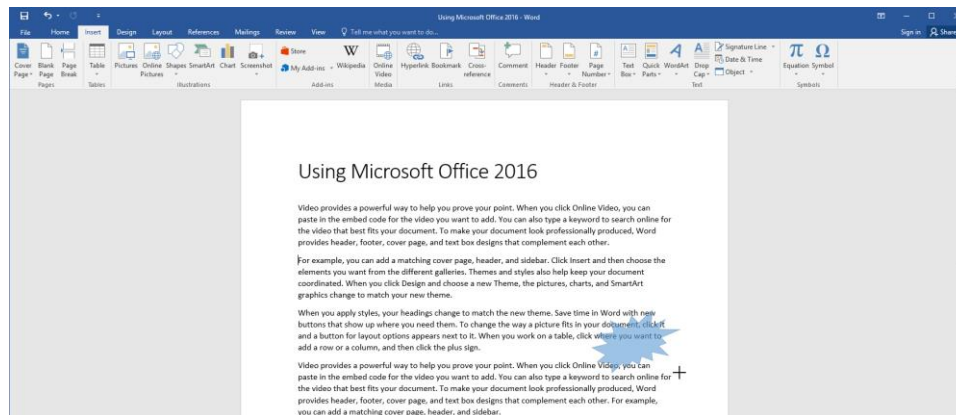 Using Microsoft Office 2016 - Word
File Home Insert Design Layout References Mailings Review View Tell me what you want to do... Sign in Share
Cover Page Blank Page Page Break Table Pictures Online Pictures Shapes SmartArt Chart Screenshot Store My Add-ins Wikipedia Online Video Hyperlink Bookmark Cross-reference Comment Header Footer Page Number Text Box Quick Parts WordArt Drop Cap Signature Line Date & Time Object Equation Symbol
Pages Tables Illustrations Add-ins Media Links Comments Header & Footer Text Symbols
Using Microsoft Office 2016
Video provides a powerful way to help you prove your point. When you click Online Video, you can
paste in the embed code for the video you want to add. You can also type a keyword to search online for
the video that best fits your document. To make your document look professionally produced, Word
provides header, footer, cover page, and text box designs that complement each other.
For example, you can add a matching cover page, header, and sidebar. Click Insert and then choose the
elements you want from the different galleries. Themes and styles also help keep your document
coordinated. When you click Design and choose a new Theme, the pictures, charts, and SmartArt
graphics change to match your new theme.
When you apply styles, your headings change to match the new theme. Save time in Word with new
buttons that show up where you need them. To change the way a picture fits in your document, click it
and a button for layout options appears next to it. When you work on a table, click where you want to
add a row or a column, and then click the plus sign.
Video provides a powerful way to help you prove your point. When you click Online Video, you can
paste in the embed code for the video you want to add. You can also type a keyword to search online for
the video that best fits your document. To make your document look professionally produced, Word
provides header, footer, cover page, and text box designs that complement each other. For example,
you can add a matching cover page, header, and sidebar.